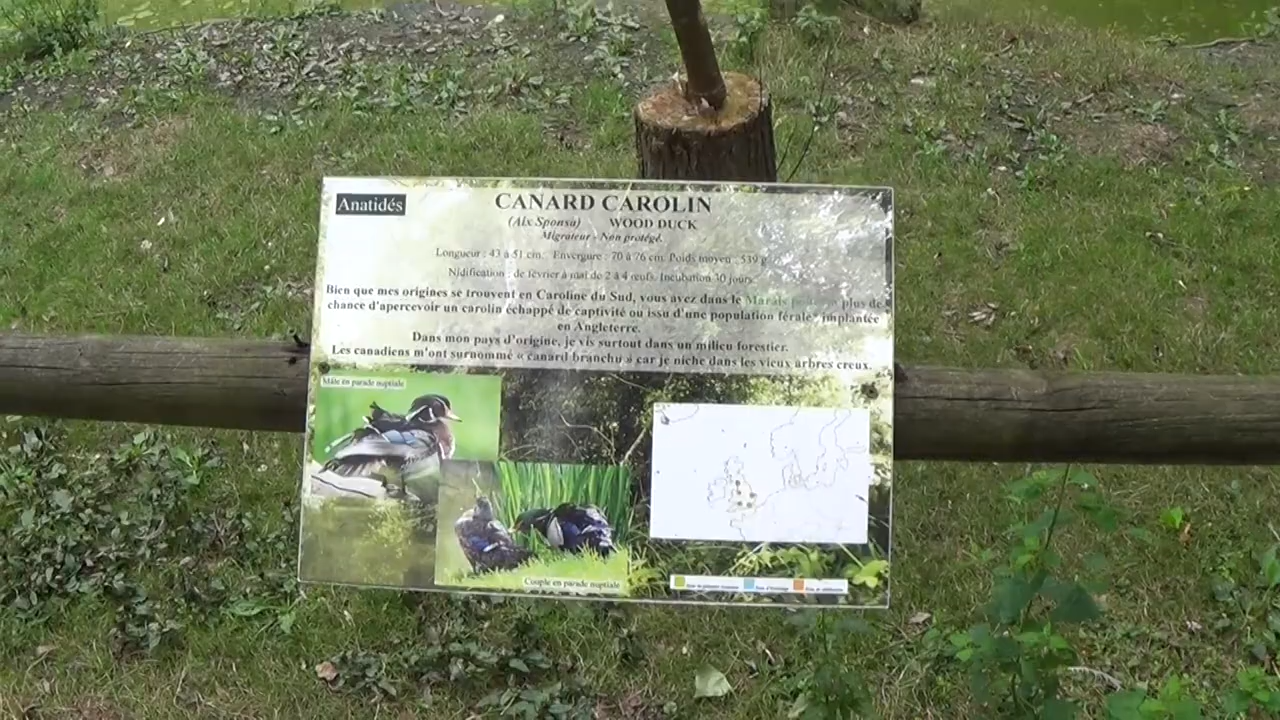 Anatidés
CANARD CAROLIN
(Aix Sponsa) WOOD DUCK
Migrateur - Non protégé.
Longueur : 43 à 51 cm. Envergure : 70 à 76 cm. Poids moyen : 539 g
Nidification : de février à mai de 2 à 4 œufs. Incubation 30 jours.
Bien que mes origines se trouvent en Caroline du Sud, vous avez dans le Marais plus de
chance d'apercevoir un carolin échappé de captivité ou issu d'une population férale* implantée
en Angleterre.
Dans mon pays d'origine, je vis surtout dans un milieu forestier.
Les canadiens m'ont surnommé « canard branchu » car je niche dans les vieux arbres creux.
Mâle en parade nuptiale
Couple en parade nuptiale